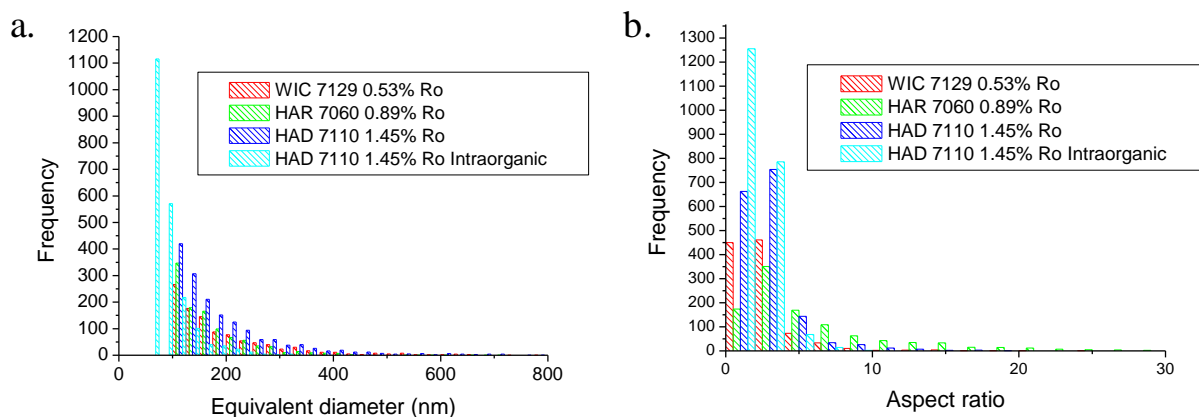 a.
1200
1100
1000
900
800
700
600
500
400
300
200
100
0
Frequency
WIC 7129 0.53% Ro
HAR 7060 0.89% Ro
HAD 7110 1.45% Ro
HAD 7110 1.45% Ro Intraorganic
0 200 400 600 800
Equivalent diameter (nm)
b.
1300
1200
1100
1000
900
800
700
600
500
400
300
200
100
0
Frequency
WIC 7129 0.53% Ro
HAR 7060 0.89% Ro
HAD 7110 1.45% Ro
HAD 7110 1.45% Ro Intraorganic
0 10 20 30
Aspect ratio